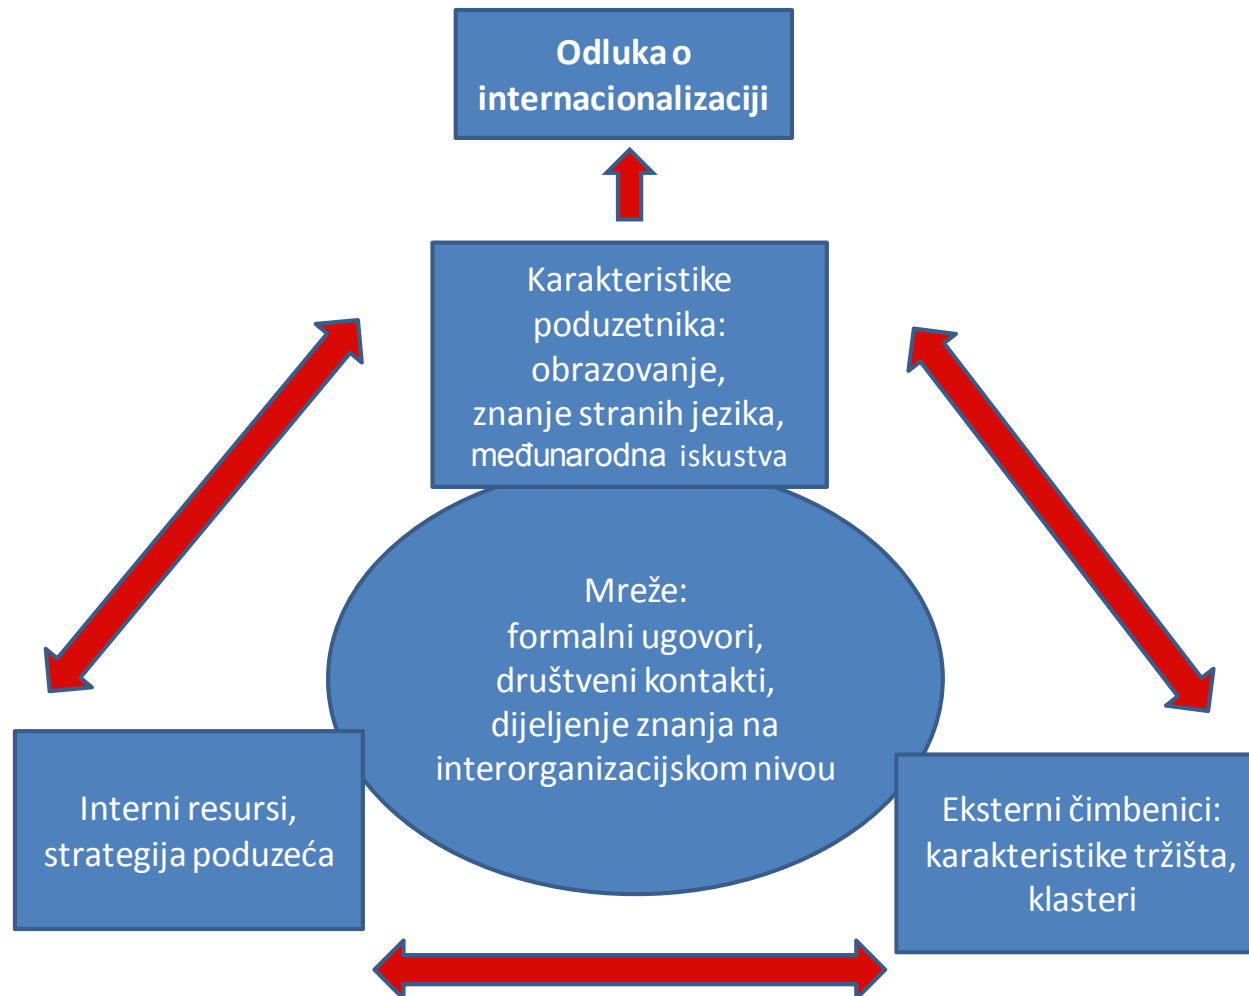 Odluka o
internacionalizaciji
Karakteristike
poduzetnika:
obrazovanje,
znanje stranih jezika,
međunarodna iskustva
Mreže:
formalni ugovori,
društveni kontakti,
dijeljenje znanja na
interorganizacijskom nivou
Interni resursi,
strategija poduzeća
Eksterni čimbenici:
karakteristike tržišta,
klasteri